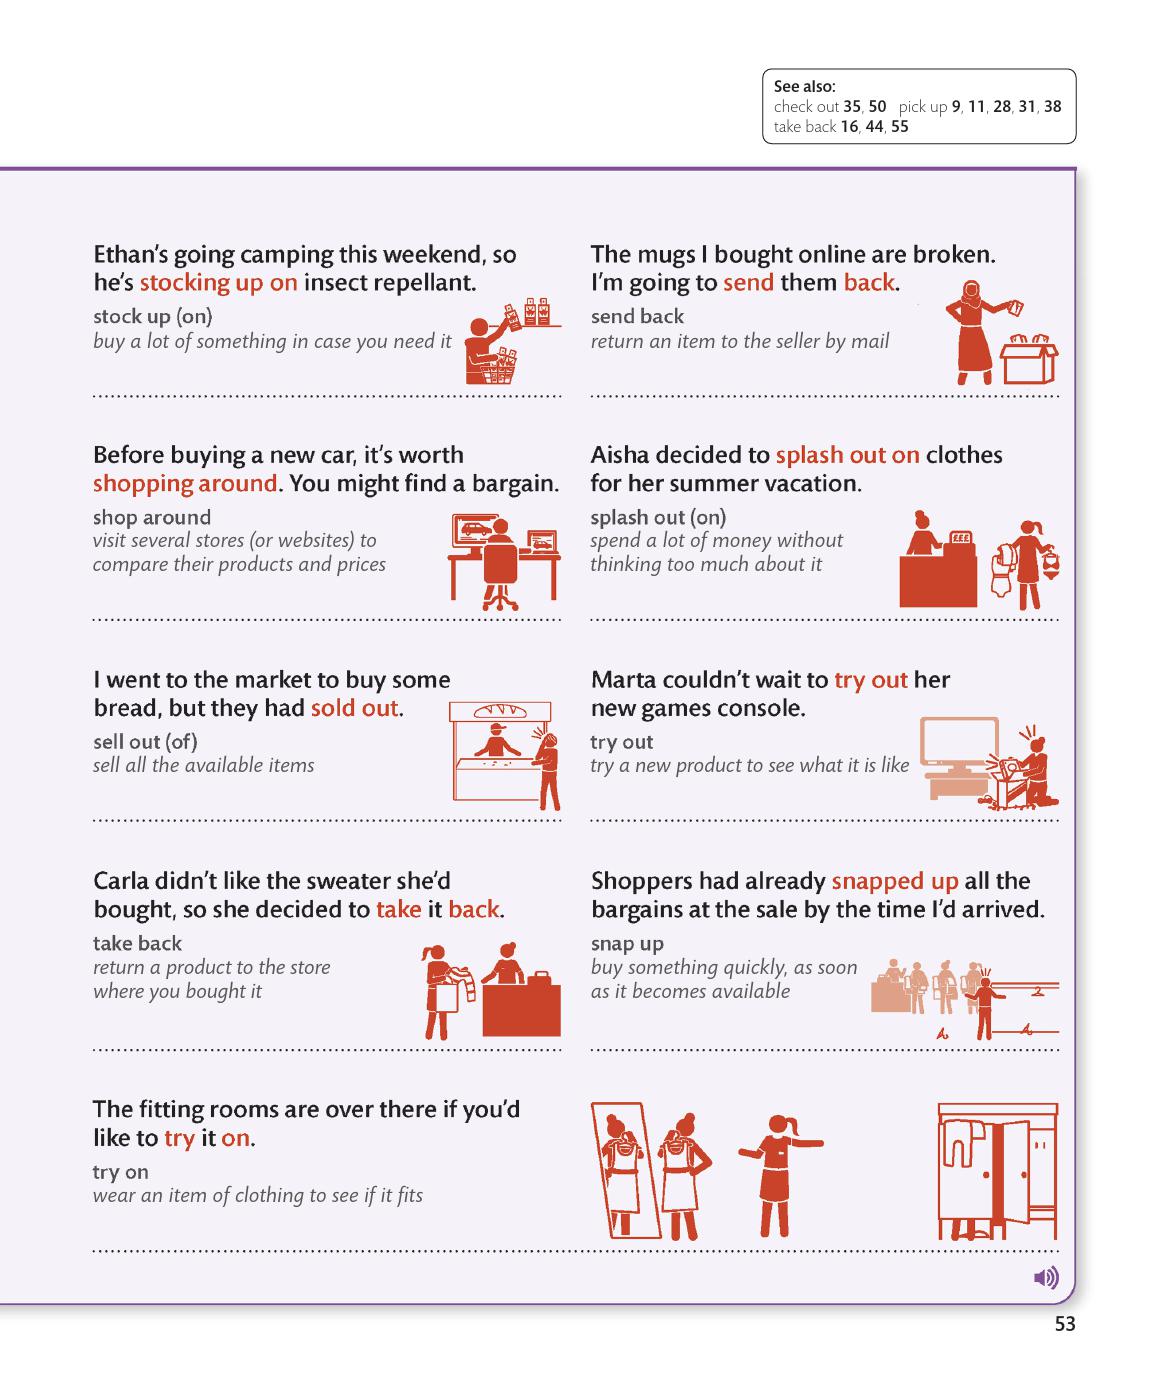 See also:
check out 35, 50 pick up 9, 11, 28, 31, 38
take back 16, 44, 55
Ethan's going camping this weekend, so
he's stocking up on insect repellant.
stock up (on)
buy a lot of something in case you need it
The mugs I bought online are broken.
I'm going to send them back.
send back
return an item to the seller by mail
Before buying a new car, it's worth
shopping around. You might find a bargain.
shop around
visit several stores (or websites) to
compare their products and prices
Aisha decided to splash out on clothes
for her summer vacation.
splash out (on)
spend a lot of money without
thinking too much about it
£££
I went to the market to buy some
bread, but they had sold out.
sell out (of)
sell all the available items
Marta couldn't wait to try out her
new games console.
try out
try a new product to see what it is like
Carla didn't like the sweater she'd
bought, so she decided to take it back.
take back
return a product to the store
where you bought it
Shoppers had already snapped up all the
bargains at the sale by the time I'd arrived.
snap up
buy something quickly, as soon
as it becomes available
The fitting rooms are over there if you'd
like to try it on.
try on
wear an item of clothing to see if it fits
53